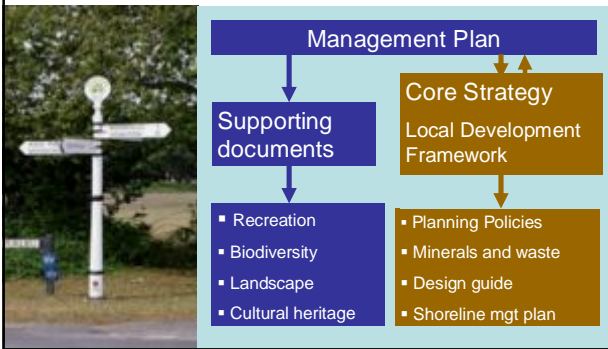 Management Plan
Supporting
documents
Core Strategy
Local Development
Framework
▪ Recreation
▪ Biodiversity
▪ Landscape
▪ Cultural heritage
▪ Planning Policies
▪ Minerals and waste
▪ Design guide
▪ Shoreline mgt plan